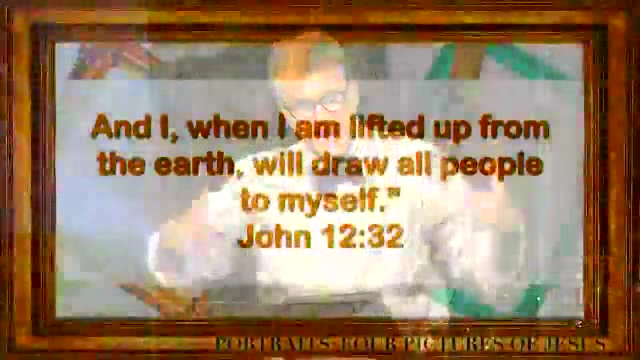 And I, when I am lifted up from
the earth, will draw all people
to myself."
John 12:32
PORTRAITS: FOUR PICTURES OF JESUS